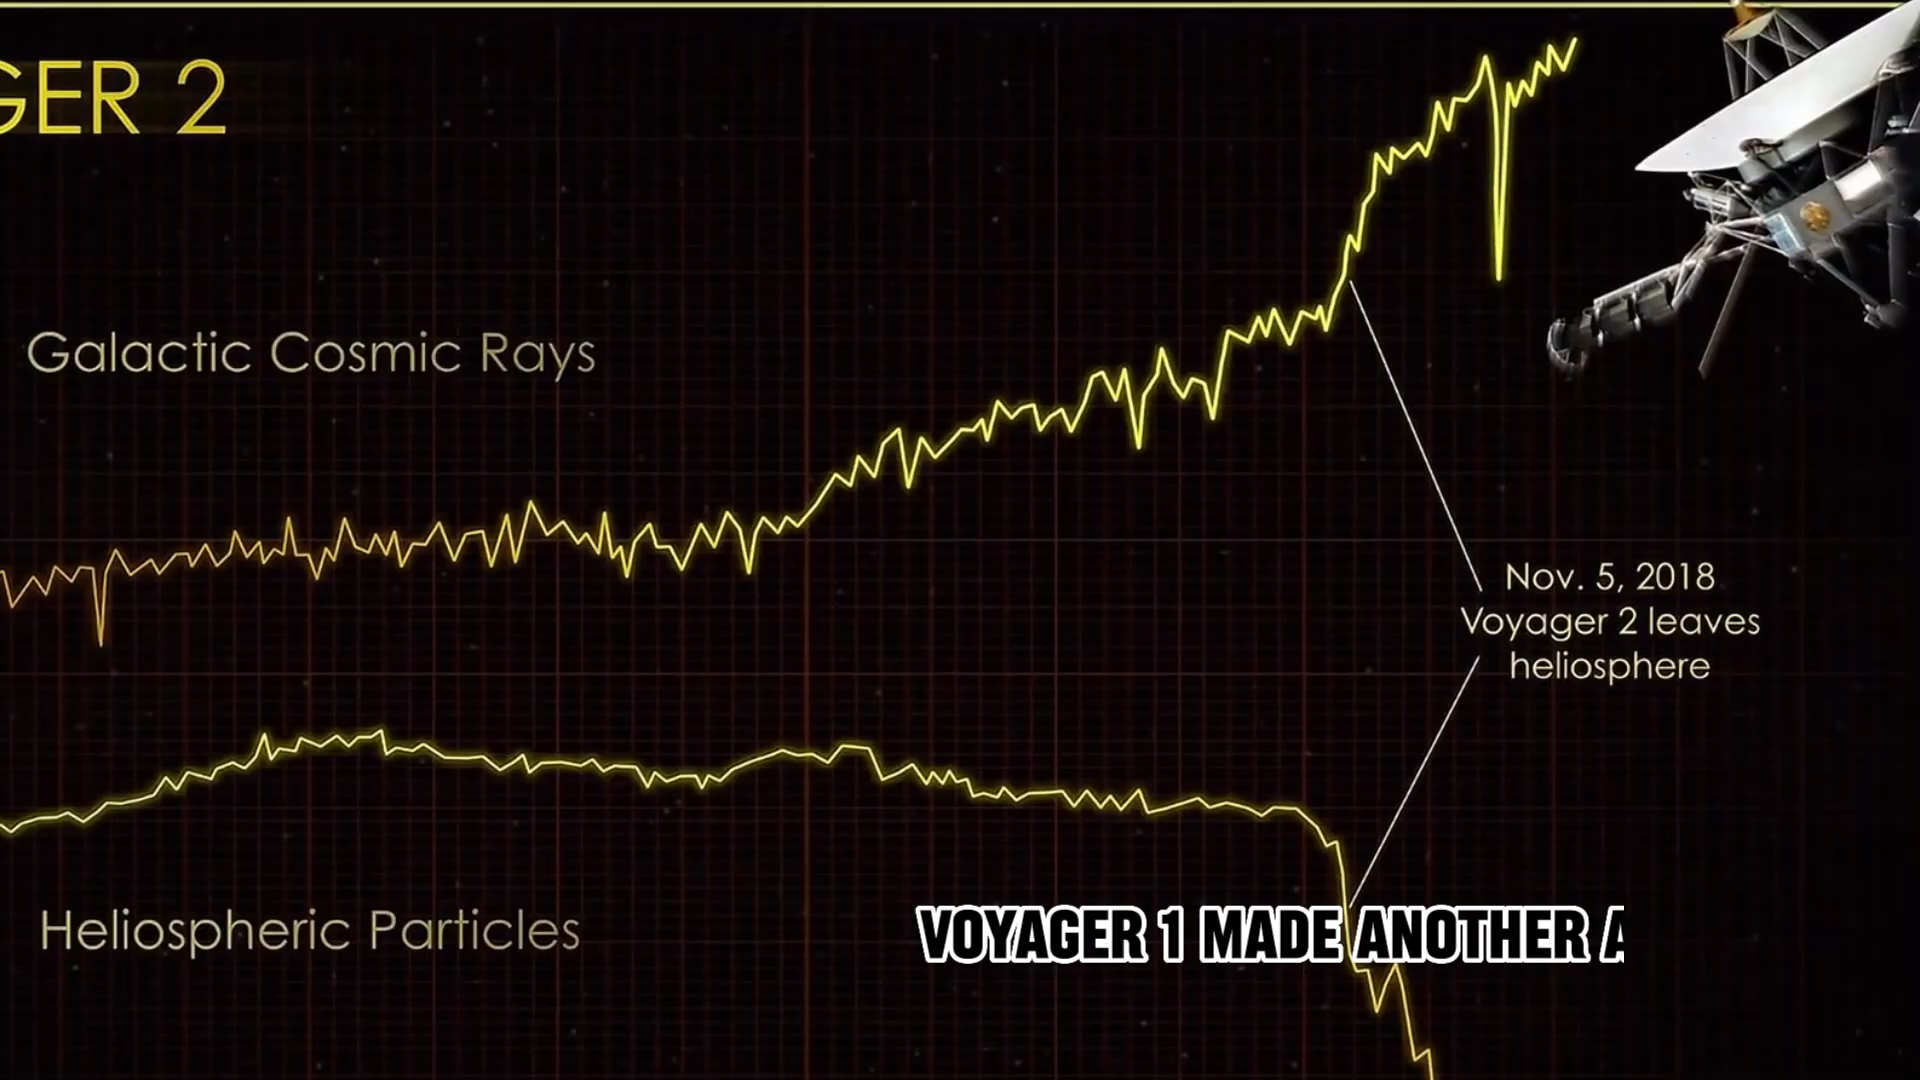 GER 2
Galactic Cosmic Rays
Nov. 5, 2018
Voyager 2 leaves
heliosphere
Heliospheric Particles
VOYAGER 1 MADE ANOTHER A